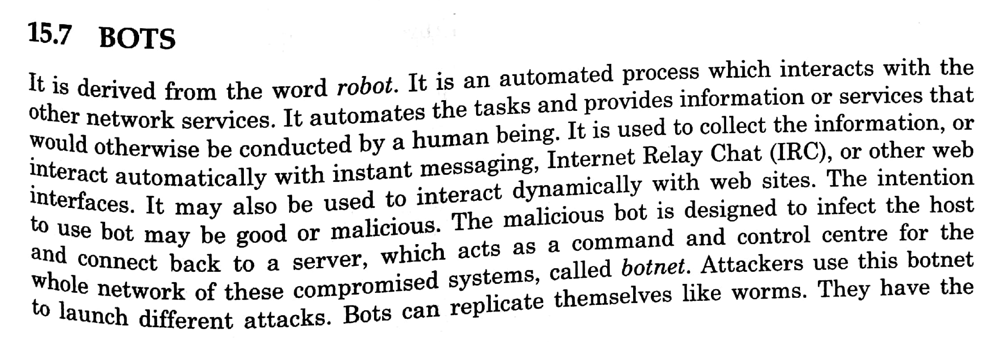 15.7 BOTS
It is derived from the word robot. It is an automated process which interacts with the
other network services. It automates the tasks and provides information or services that
would otherwise be conducted by a human being. It is used to collect the information, or
interact automatically with instant messaging, Internet Relay Chat (IRC), or other web
interfaces. It may also be used to interact dynamically with web sites. The intention
to use bot may be good or malicious. The malicious bot is designed to infect the host
and connect back to a server, which acts as a command and control centre for the
whole network of these compromised systems, called botnet. Attackers use this botnet
to launch different attacks. Bots can replicate themselves like worms. They have the